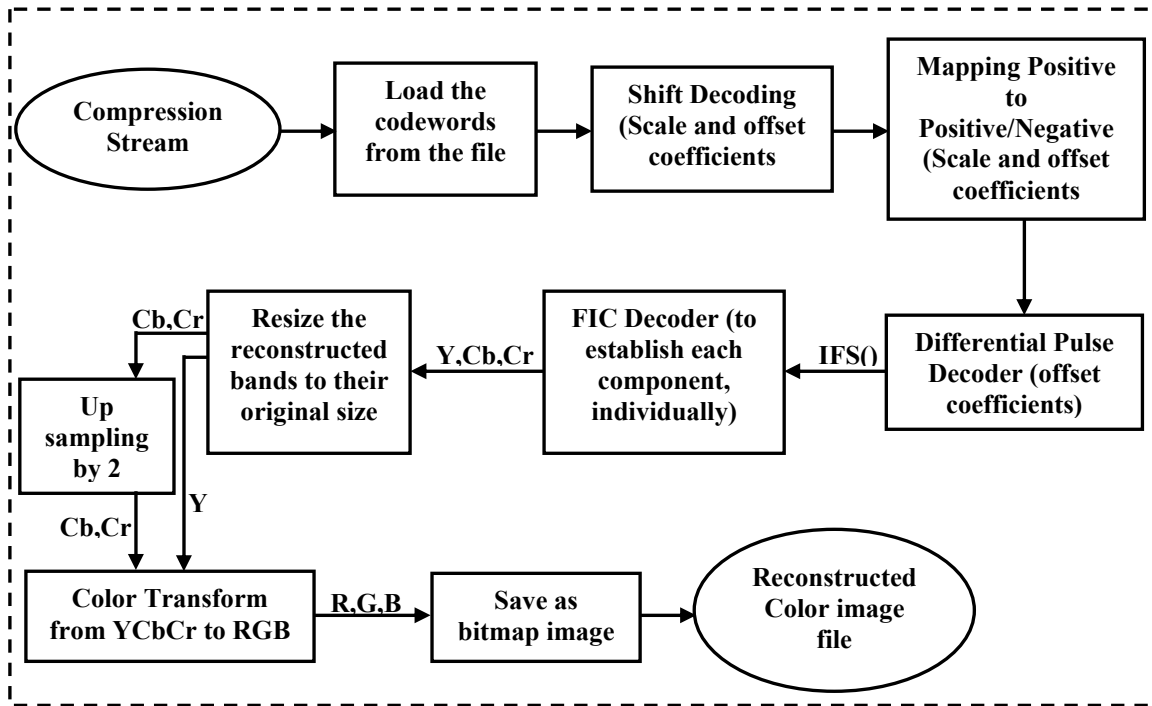 Compression
Stream
Load the
codewords
from the file
Shift Decoding
(Scale and offset
coefficients
Mapping Positive
to
Positive/Negative
(Scale and offset
coefficients
Differential Pulse
Decoder (offset
coefficients)
IFS()
FIC Decoder (to
establish each
component,
individually)
Y,Cb,Cr
Resize the
reconstructed
bands to their
original size
Cb,Cr
Up
sampling
by 2
Y
Cb,Cr
Color Transform
from YCbCr to RGB
R,G,B
Save as
bitmap image
Reconstructed
Color image
file